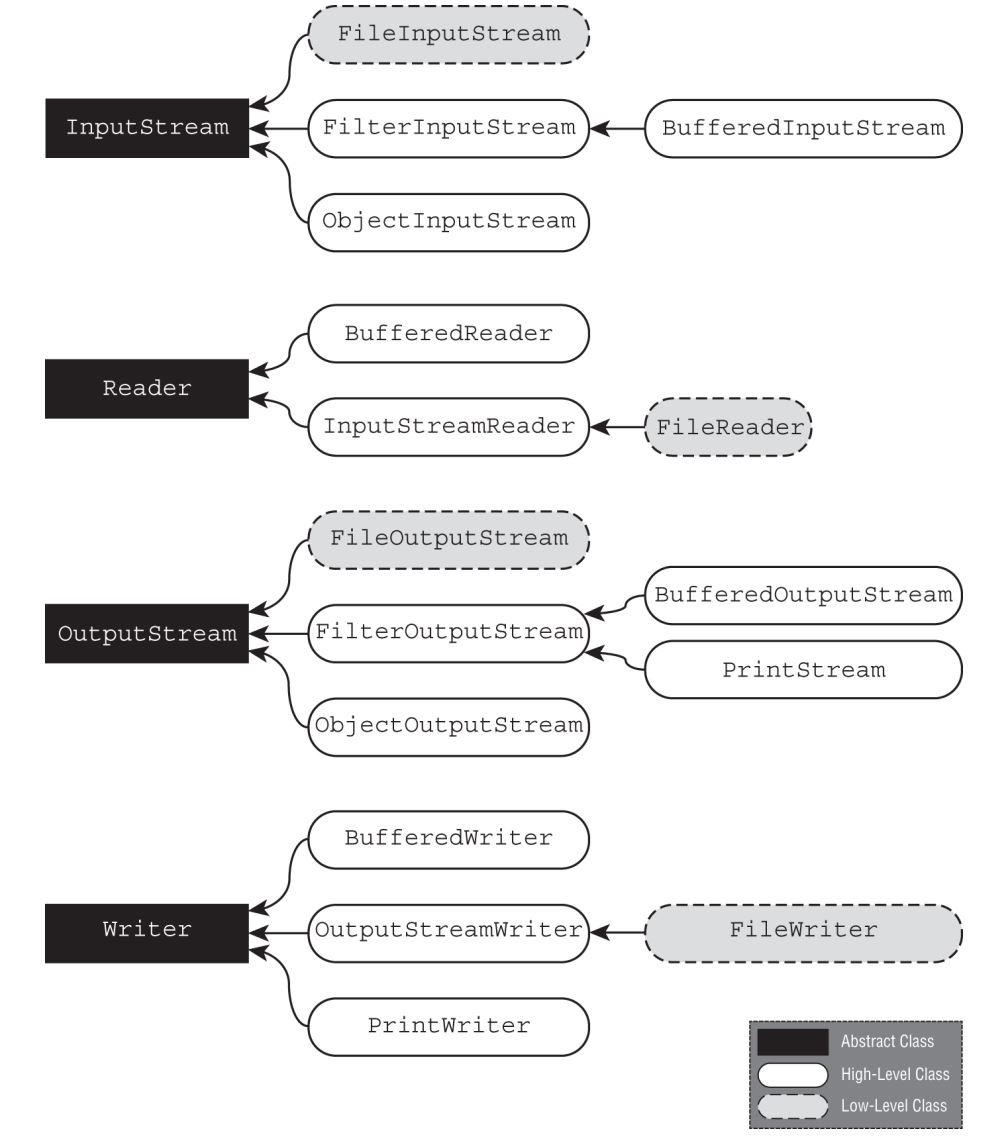 FileInputStream
InputStream
FilterInputStream
BufferedInputStream
ObjectInputStream
BufferedReader
Reader
InputStreamReader
FileReader
FileOutputStream
BufferedOutputStream
OutputStream
FilterOutputStream
PrintStream
ObjectOutputStream
BufferedWriter
Writer
OutputStreamWriter
FileWriter
PrintWriter
Abstract Class
High-Level Class
Low-Level Class